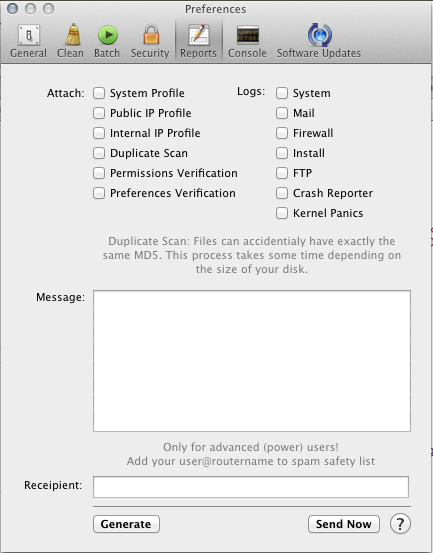 Preferences
General Clean Batch Security Reports Console Software Updates
Attach: System Profile Logs: System
Public IP Profile Mail
Internal IP Profile Firewall
Duplicate Scan Install
Permissions Verification FTP
Preferences Verification Crash Reporter
Kernel Panics
Duplicate Scan: Files can accidentialy have exactly the
same MD5. This process takes some time depending on
the size of your disk.
Message:
Only for advanced (power) users!
Add your user@routername to spam safety list
Receipient:
Generate Send Now ?